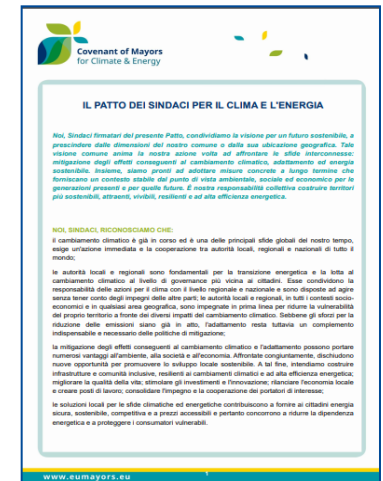 Covenant of Mayors
for Climate & Energy
IL PATTO DEI SINDACI PER IL CLIMA E L'ENERGIA
Noi, Sindaci firmatari del presente Patto, condividiamo la visione per un futuro sostenibile, a
prescindere dalle dimensioni del nostro comune o dalla sua ubicazione geografica. Tale
visione comune anima la nostra azione volta ad affrontare le sfide interconnesse:
mitigazione degli effetti conseguenti al cambiamento climatico, adattamento ed energia
sostenibile. Insieme, siamo pronti ad adottare misure concrete a lungo termine che
forniscano un contesto stabile dal punto di vista ambientale, sociale ed economico per le
generazioni presenti e per quelle future. È nostra responsabilità collettiva costruire territori
più sostenibili, attraenti, vivibili, resilienti e ad alta efficienza energetica.
NOI, SINDACI, RICONOSCIAMO CHE:
il cambiamento climatico è già in corso ed è una delle principali sfide globali del nostro tempo,
esige un'azione immediata e la cooperazione tra autorità locali, regionali e nazionali di tutto il
mondo;
le autorità locali e regionali sono fondamentali per la transizione energetica e la lotta al
cambiamento climatico al livello di governance più vicina ai cittadini. Esse condividono la
responsabilità delle azioni per il clima con il livello regionale e nazionale e sono disposte ad agire
senza tener conto degli impegni delle altre parti; le autorità locali e regionali, in tutti i contesti socio-
economici e in qualsiasi area geografica, sono impegnate in prima linea per ridurre la vulnerabilità
del proprio territorio a fronte dei diversi impatti del cambiamento climatico. Sebbene gli sforzi per la
riduzione delle emissioni siano già in atto, l'adattamento resta tuttavia un complemento
indispensabile e necessario delle politiche di mitigazione;
la mitigazione degli effetti conseguenti al cambiamento climatico e l'adattamento possono portare
numerosi vantaggi all'ambiente, alla società e all'economia. Affrontate congiuntamente, dischiudono
nuove opportunità per promuovere lo sviluppo locale sostenibile. A tal fine, intendiamo costruire
infrastrutture e comunità inclusive, resilienti ai cambiamenti climatici e ad alta efficienza energetica;
migliorare la qualità della vita; stimolare gli investimenti e l'innovazione; rilanciare l'economia locale
e creare posti di lavoro; consolidare l'impegno e la cooperazione dei portatori di interesse;
le soluzioni locali per le sfide climatiche ed energetiche contribuiscono a fornire ai cittadini energia
sicura, sostenibile, competitiva e a prezzi accessibili e pertanto concorrono a ridurre la dipendenza
energetica e a proteggere i consumatori vulnerabili.
www.eumayors.eu
1